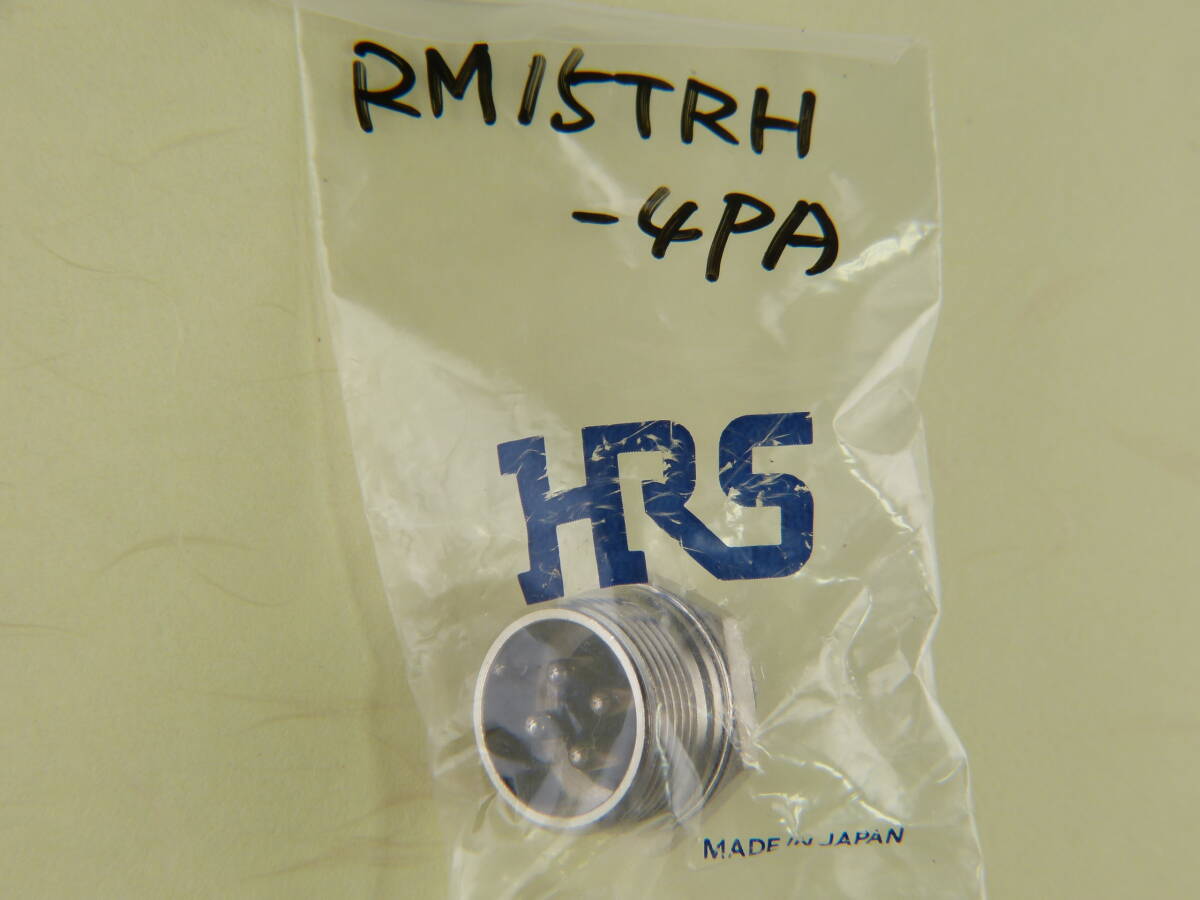 RM15TRH
-4PA
HRS
MADE IN JAPAN